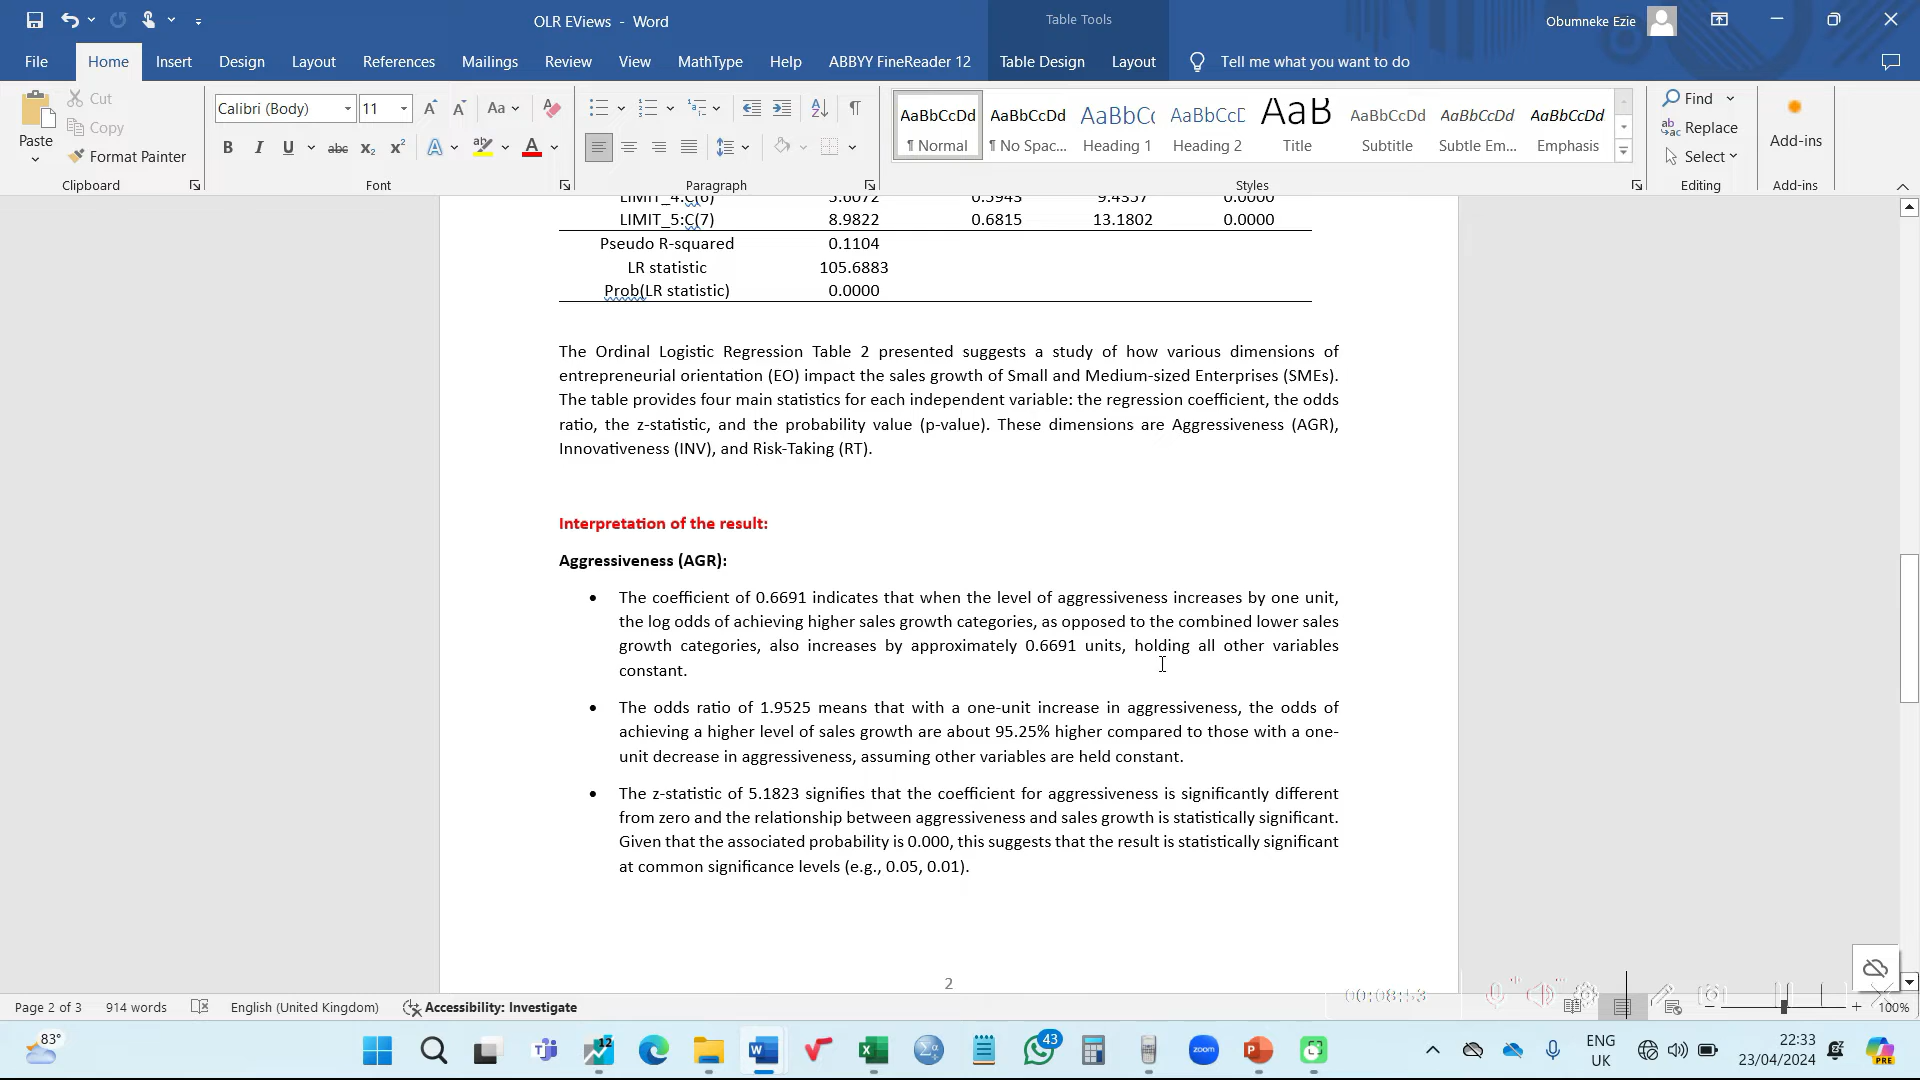 OLR EViews - Word
Table Tools
Obumneke Ezie
File
Home
Insert
Design
Layout
References
Mailings
Review
View
MathType
Help
ABBYY FineReader 12
Table Design
Layout
Tell me what you want to do
Paste
Cut
Copy
Format Painter
Clipboard
Calibri (Body)
11
Font
Paragraph
AaBbCcDd
¶ Normal
AaBbCcDd
¶ No Spac...
AaBbCc
Heading 1
AaBbCcC
Heading 2
AaB
Title
AaBbCcDd
Subtitle
AaBbCcDd
Subtle Em...
AaBbCcDd
Emphasis
Styles
Find
Replace
Select
Editing
Add-ins
Add-ins
LIMIT_4:C(6) 5.6072 0.5943 9.4357 0.0000
LIMIT_5:C(7) 8.9822 0.6815 13.1802 0.0000
Pseudo R-squared 0.1104
LR statistic 105.6883
Prob(LR statistic) 0.0000
The Ordinal Logistic Regression Table 2 presented suggests a study of how various dimensions of
entrepreneurial orientation (EO) impact the sales growth of Small and Medium-sized Enterprises (SMEs).
The table provides four main statistics for each independent variable: the regression coefficient, the odds
ratio, the z-statistic, and the probability value (p-value). These dimensions are Aggressiveness (AGR),
Innovativeness (INV), and Risk-Taking (RT).
Interpretation of the result:
Aggressiveness (AGR):
• The coefficient of 0.6691 indicates that when the level of aggressiveness increases by one unit,
the log odds of achieving higher sales growth categories, as opposed to the combined lower sales
growth categories, also increases by approximately 0.6691 units, holding all other variables
constant.
• The odds ratio of 1.9525 means that with a one-unit increase in aggressiveness, the odds of
achieving a higher level of sales growth are about 95.25% higher compared to those with a one-
unit decrease in aggressiveness, assuming other variables are held constant.
• The z-statistic of 5.1823 signifies that the coefficient for aggressiveness is significantly different
from zero and the relationship between aggressiveness and sales growth is statistically significant.
Given that the associated probability is 0.000, this suggests that the result is statistically significant
at common significance levels (e.g., 0.05, 0.01).
2
00:08:53
Page 2 of 3
914 words
English (United Kingdom)
Accessibility: Investigate
100%
83°
12
43
zoom
ENG
UK
22:33
23/04/2024
PRE